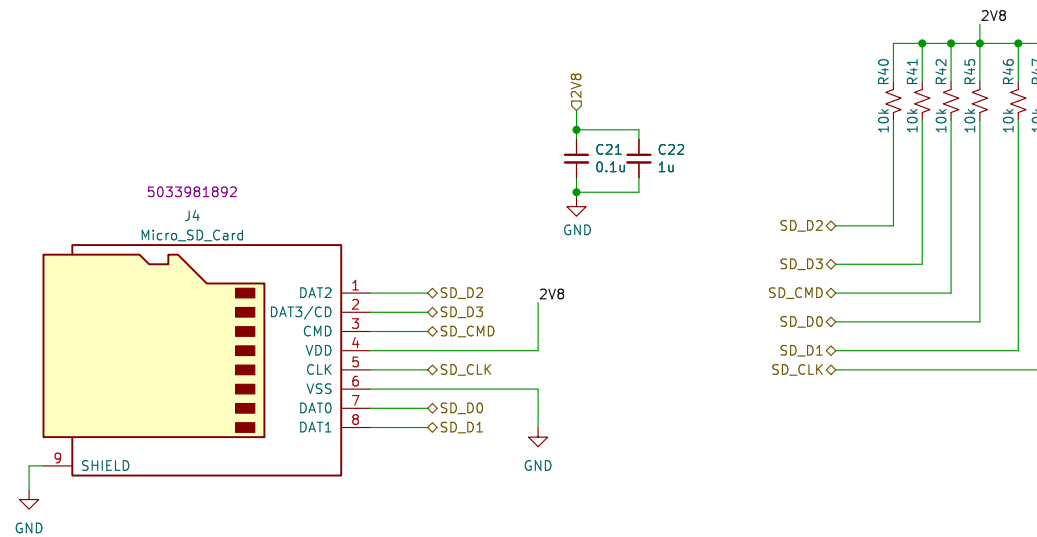 2V8
R40
R41
R42
R45
R46
R47
10k
10k
10k
10k
10k
2V8
C21
0.1u
C22
1u
GND
5033981892
J4
Micro_SD_Card
DAT2
1
SD_D2
DAT3/CD
2
SD_D3
CMD
3
SD_CMD
VDD
4
2V8
CLK
5
SD_CLK
VSS
6
DAT0
7
SD_D0
DAT1
8
SD_D1
GND
9
SHIELD
GND
SD_D2
SD_D3
SD_CMD
SD_D0
SD_D1
SD_CLK